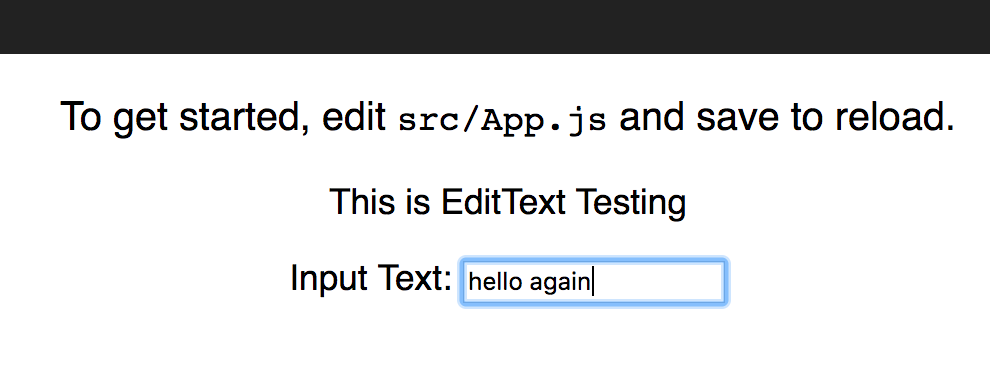 To get started, edit src/App.js and save to reload.
This is EditText Testing
Input Text: hello again